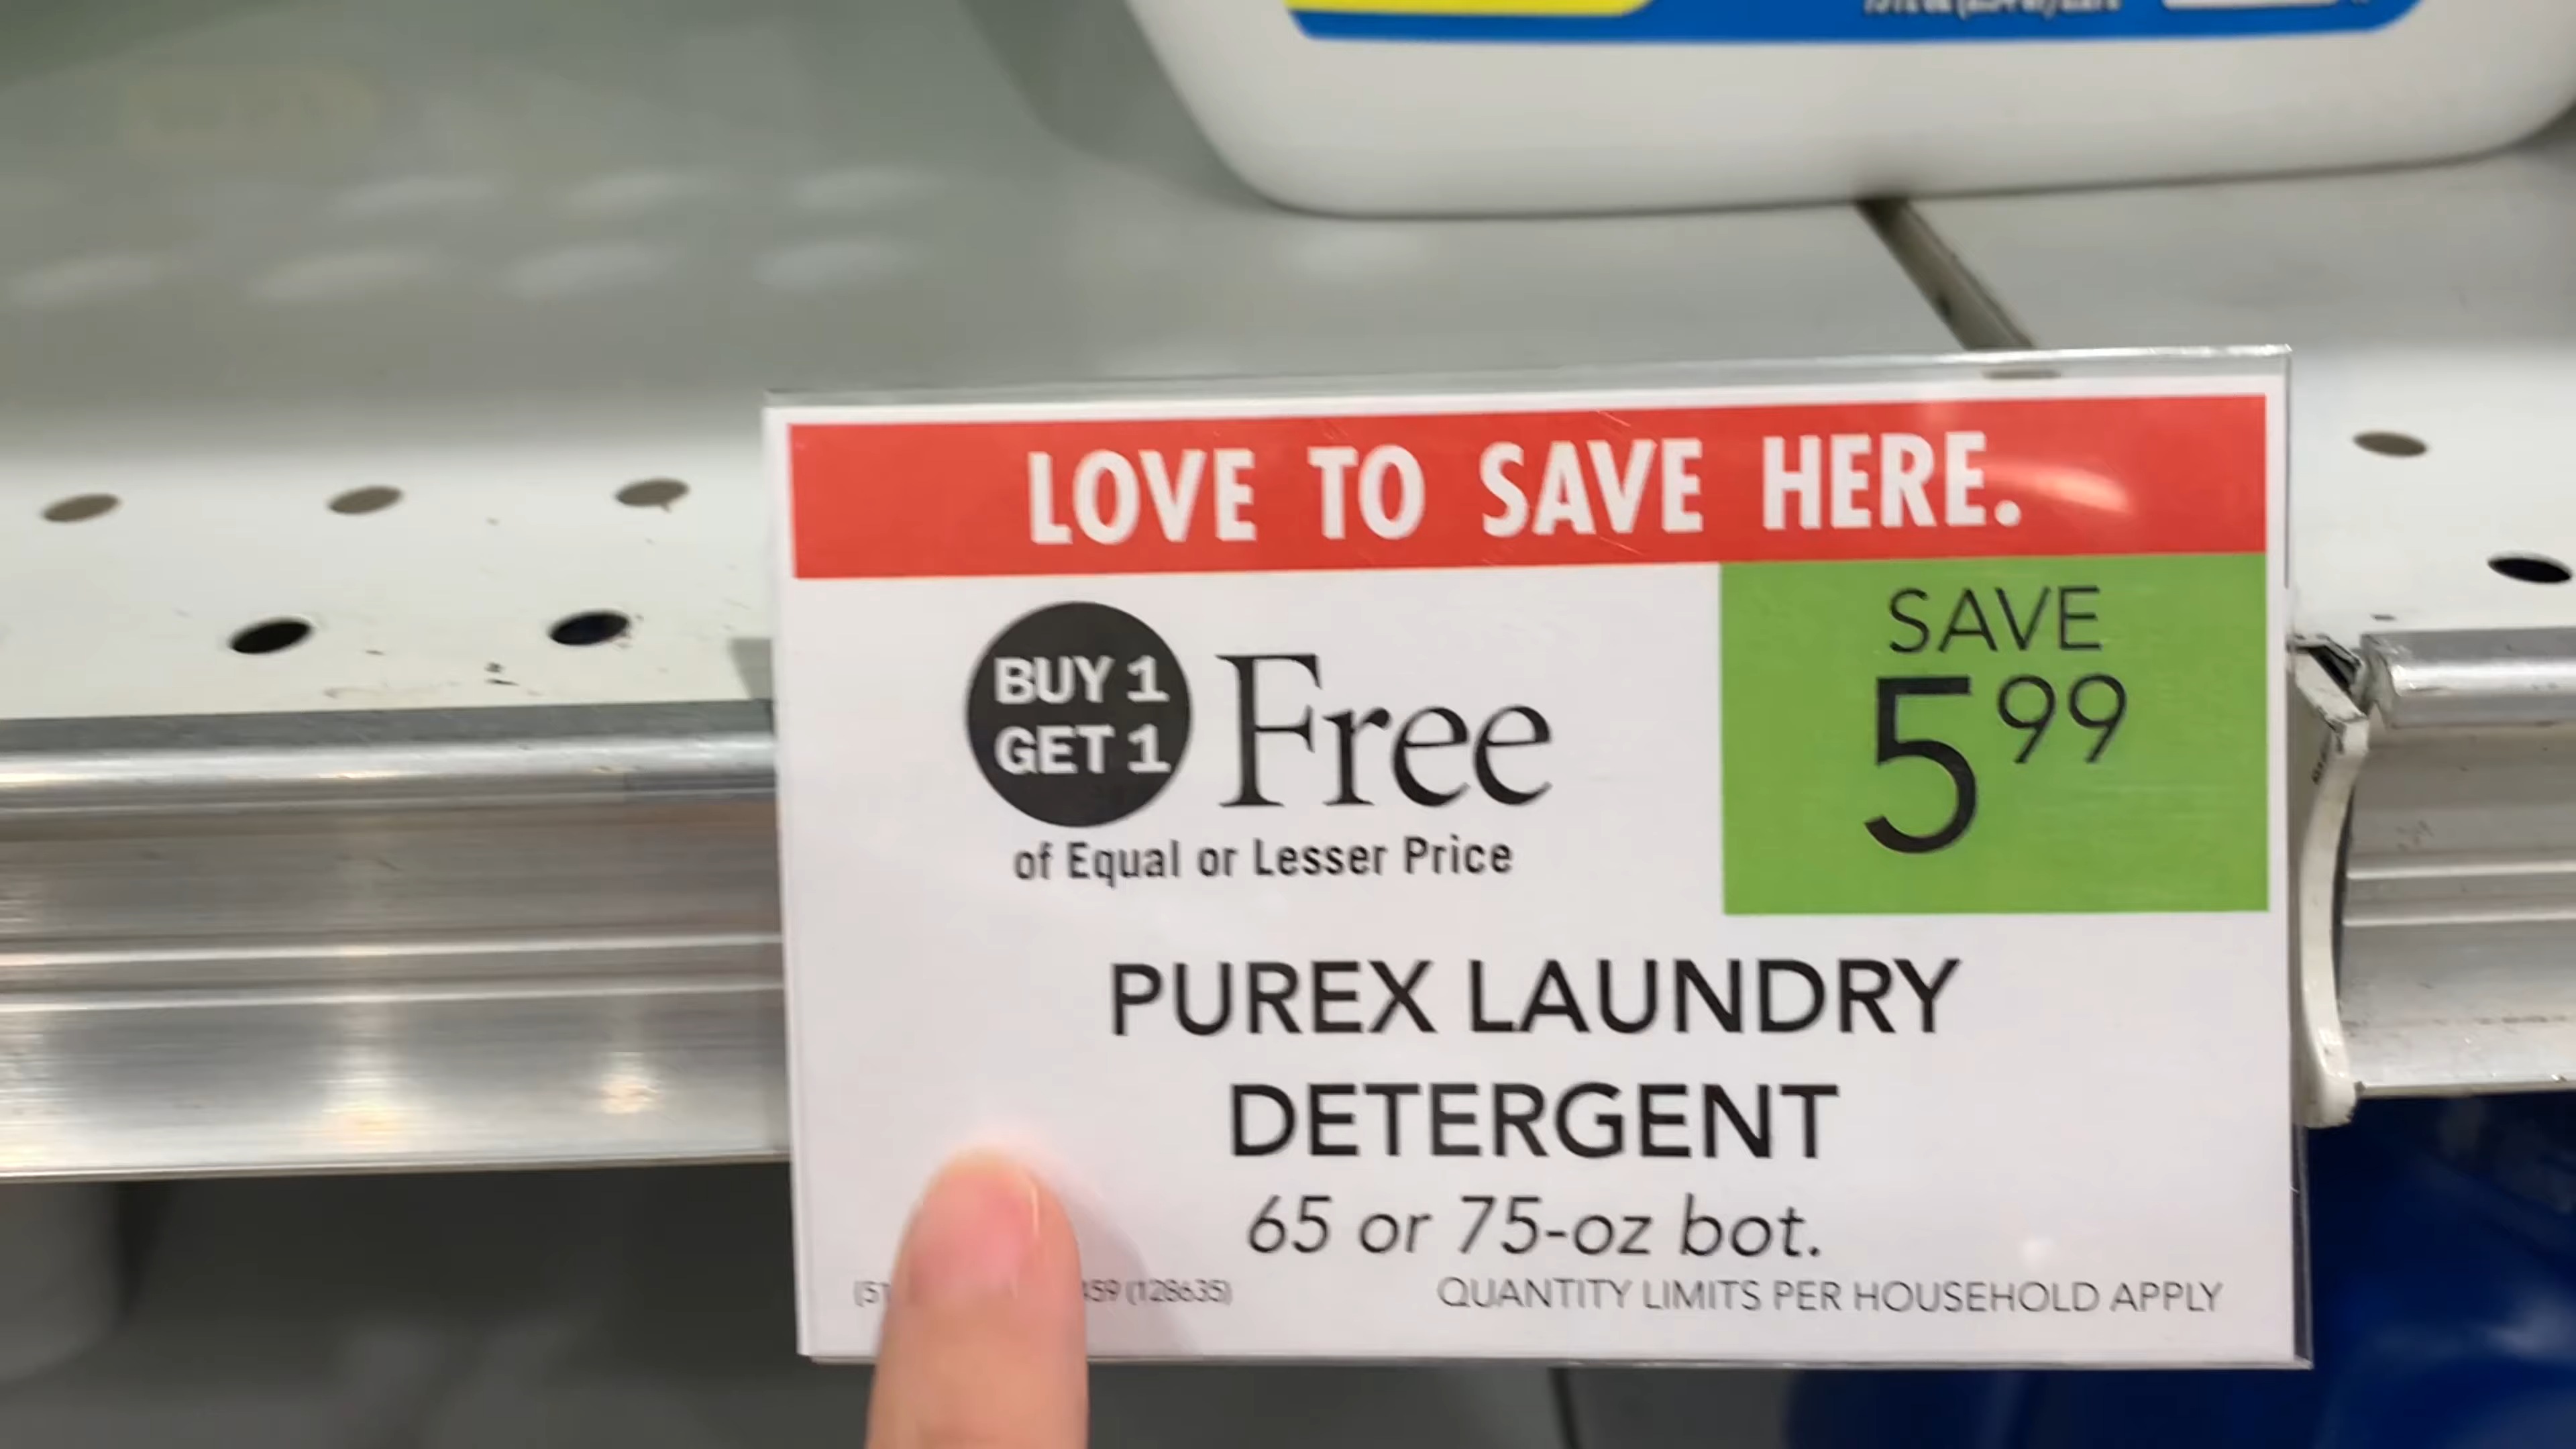 LOVE TO SAVE HERE.
BUY 1
GET 1
Free
of Equal or Lesser Price
SAVE
5 99
PUREX LAUNDRY
DETERGENT
65 or 75-oz bot.
(128635)
QUANTITY LIMITS PER HOUSEHOLD APPLY